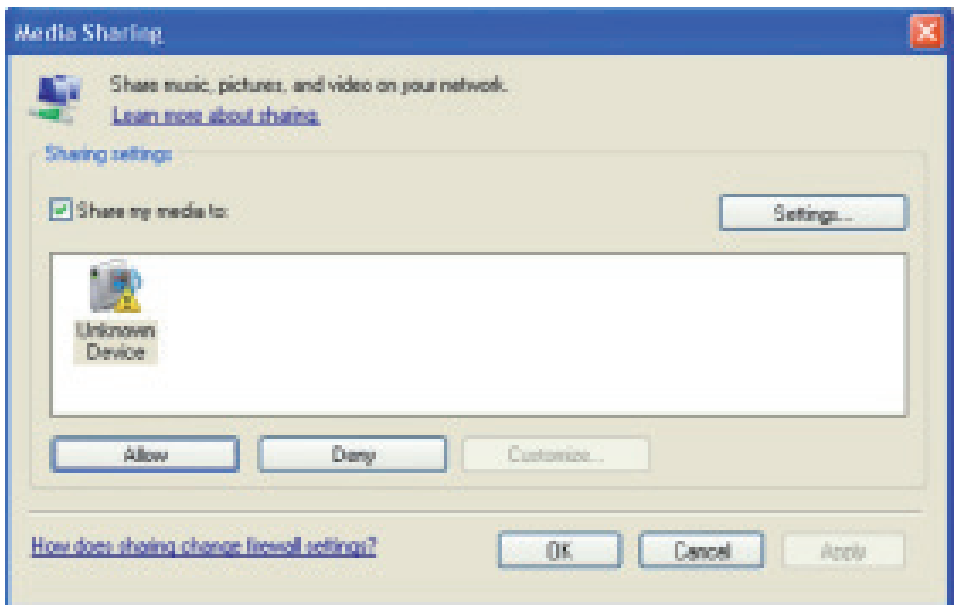 Media Sharing
Share music, pictures, and video on your network.
Learn more about sharing.
Sharing settings
Share my media to:
Settings...
Unknown
Device
Allow
Deny
Customize...
How does sharing change firewall settings?
OK
Cancel
Apply